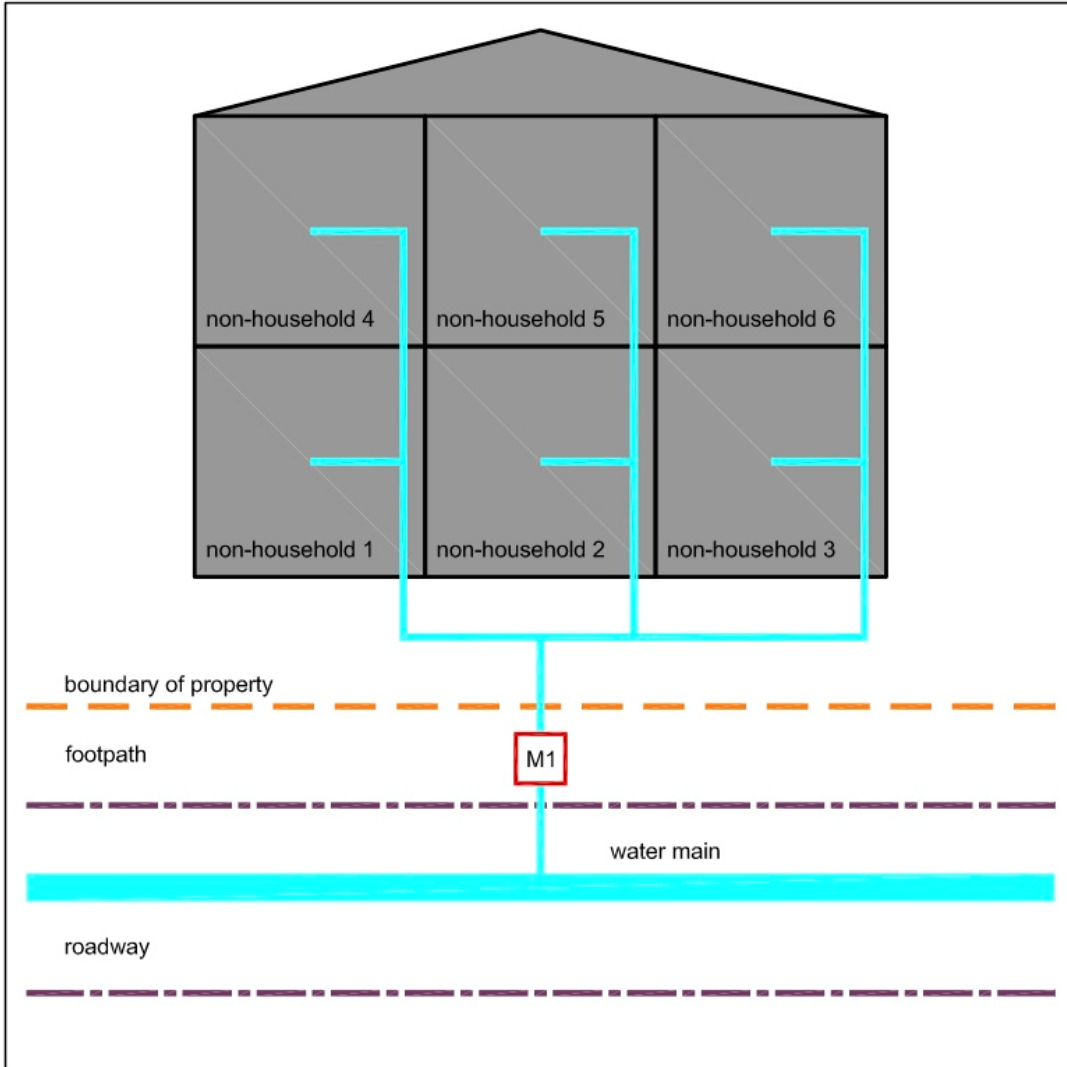 non-household 4
non-household 5
non-household 6
non-household 1
non-household 2
non-household 3
boundary of property
footpath
M1
water main
roadway